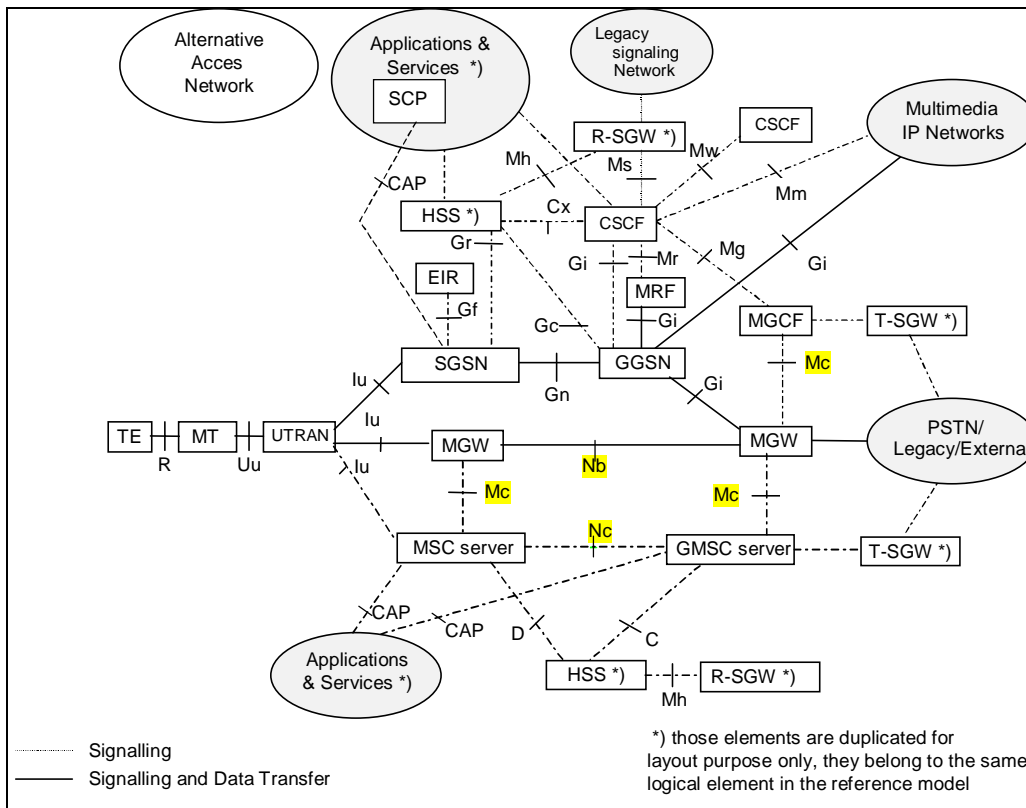 Alternative
Acces
Network
Applications &
Services *)
SCP
Legacy
signaling
Network
Multimedia
IP Networks
R-SGW *)
CSCF
Mh
Ms
Mw
Mm
CAP
HSS *)
Cx
CSCF
Gr
Gi
Mr
Mg
Gi
EIR
MRF
Gf
Gc
Gi
MGCF
T-SGW *)
SGSN
GGSN
Mc
Iu
Gn
Gi
Iu
TE
MT
UTRAN
MGW
MGW
PSTN/
Legacy/External
R
Uu
Iu
Nb
Mc
Mc
Nc
MSC server
GMSC server
T-SGW *)
CAP
CAP
D
C
Applications
& Services *)
HSS *)
R-SGW *)
Mh
Signalling
Signalling and Data Transfer
*) those elements are duplicated for
layout purpose only, they belong to the same
logical element in the reference model